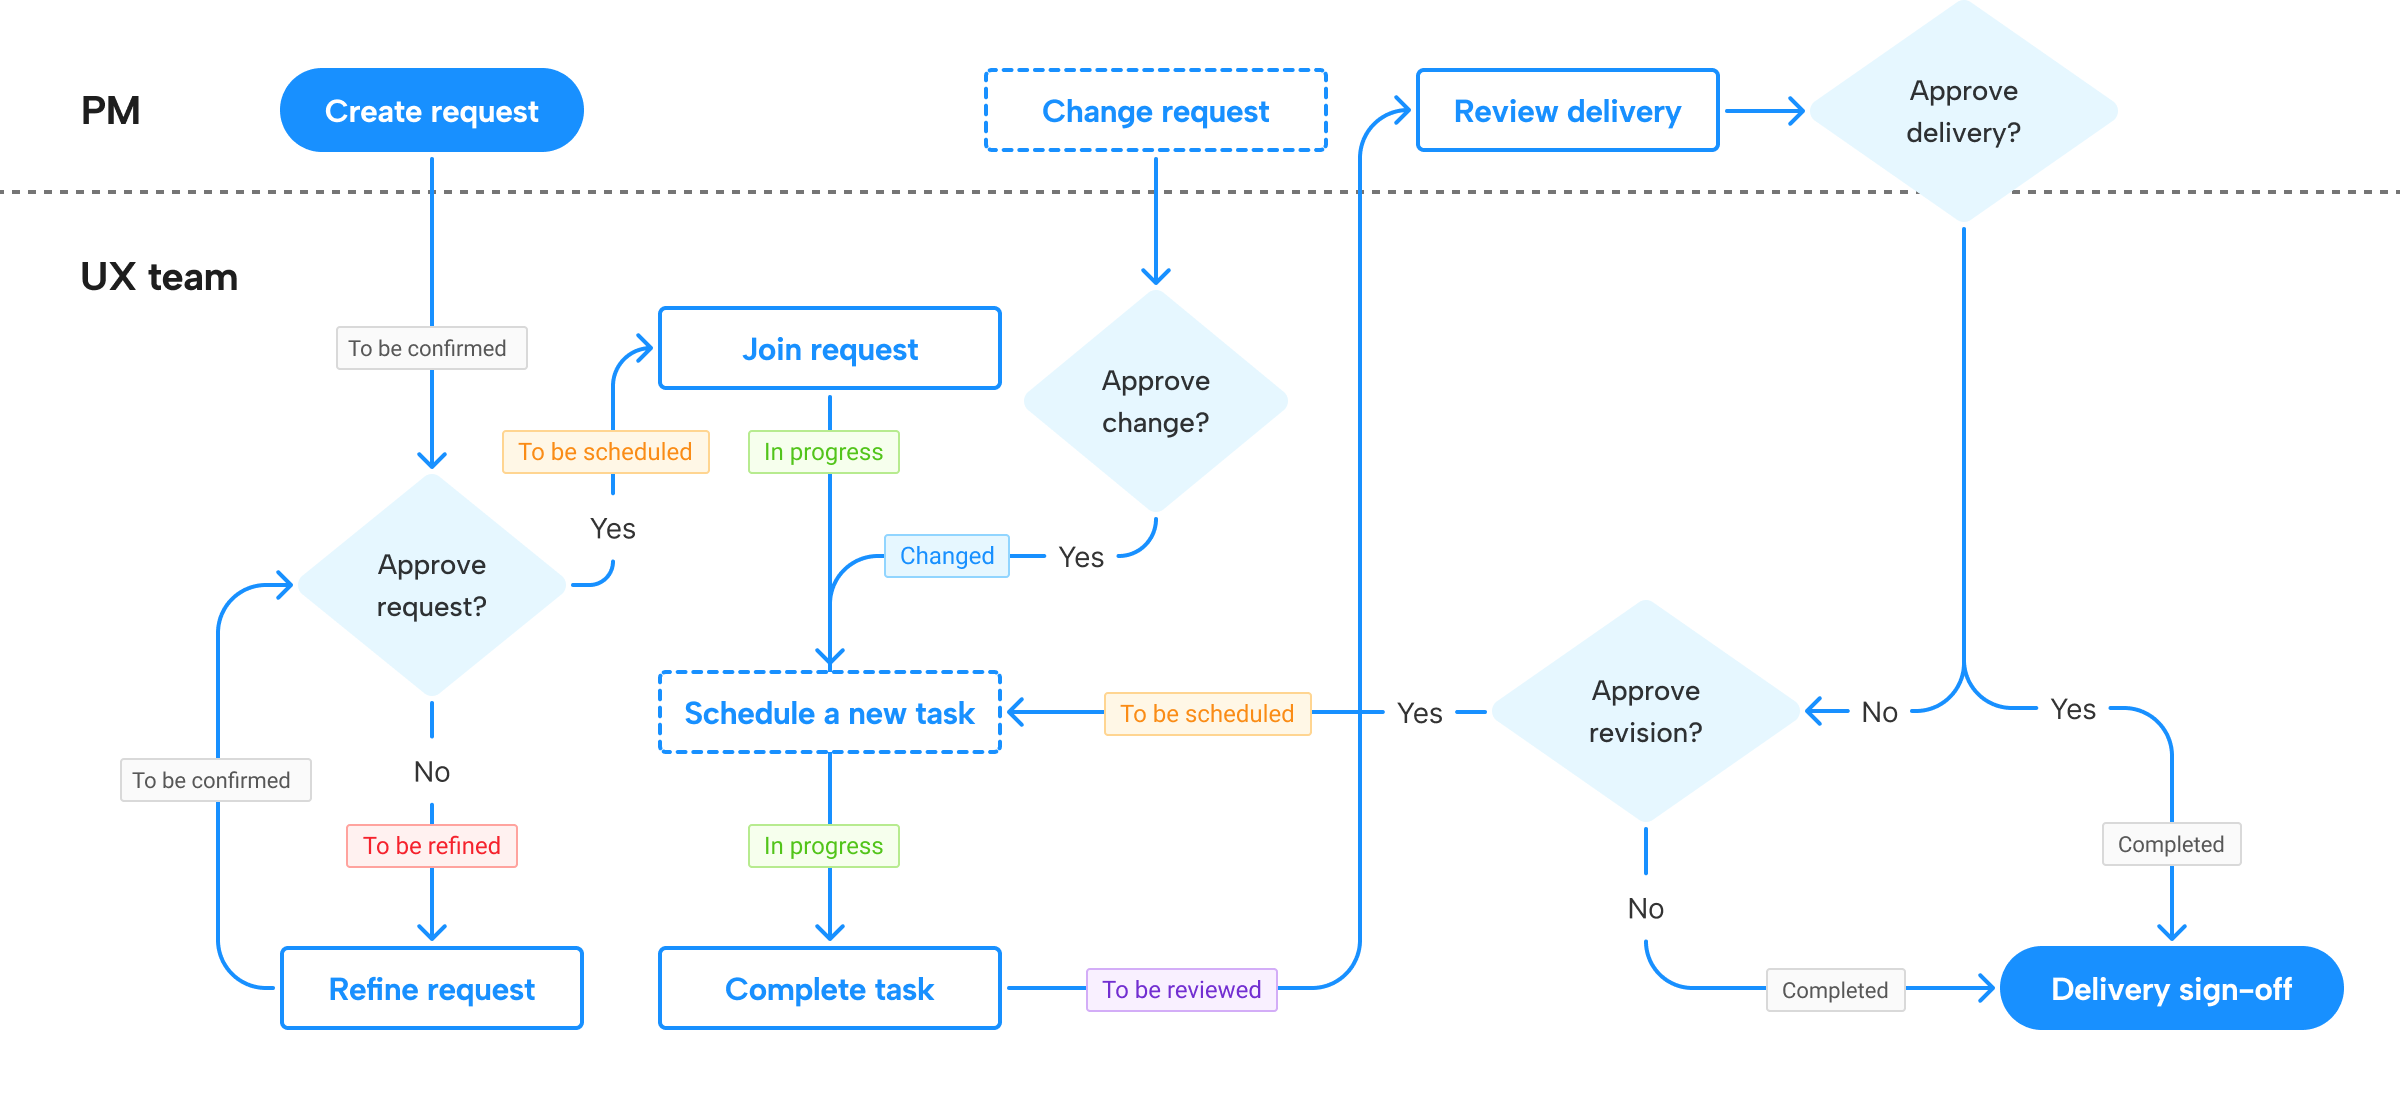 PM
Create request
Change request
Review delivery
Approve
delivery?
UX team
To be confirmed
Join request
Approve
change?
To be scheduled
In progress
Yes
Changed
Yes
Approve
request?
Schedule a new task
To be scheduled
Yes
Approve
revision?
No
Yes
To be confirmed
No
To be refined
In progress
Completed
No
Refine request
Complete task
To be reviewed
Completed
Delivery sign-off